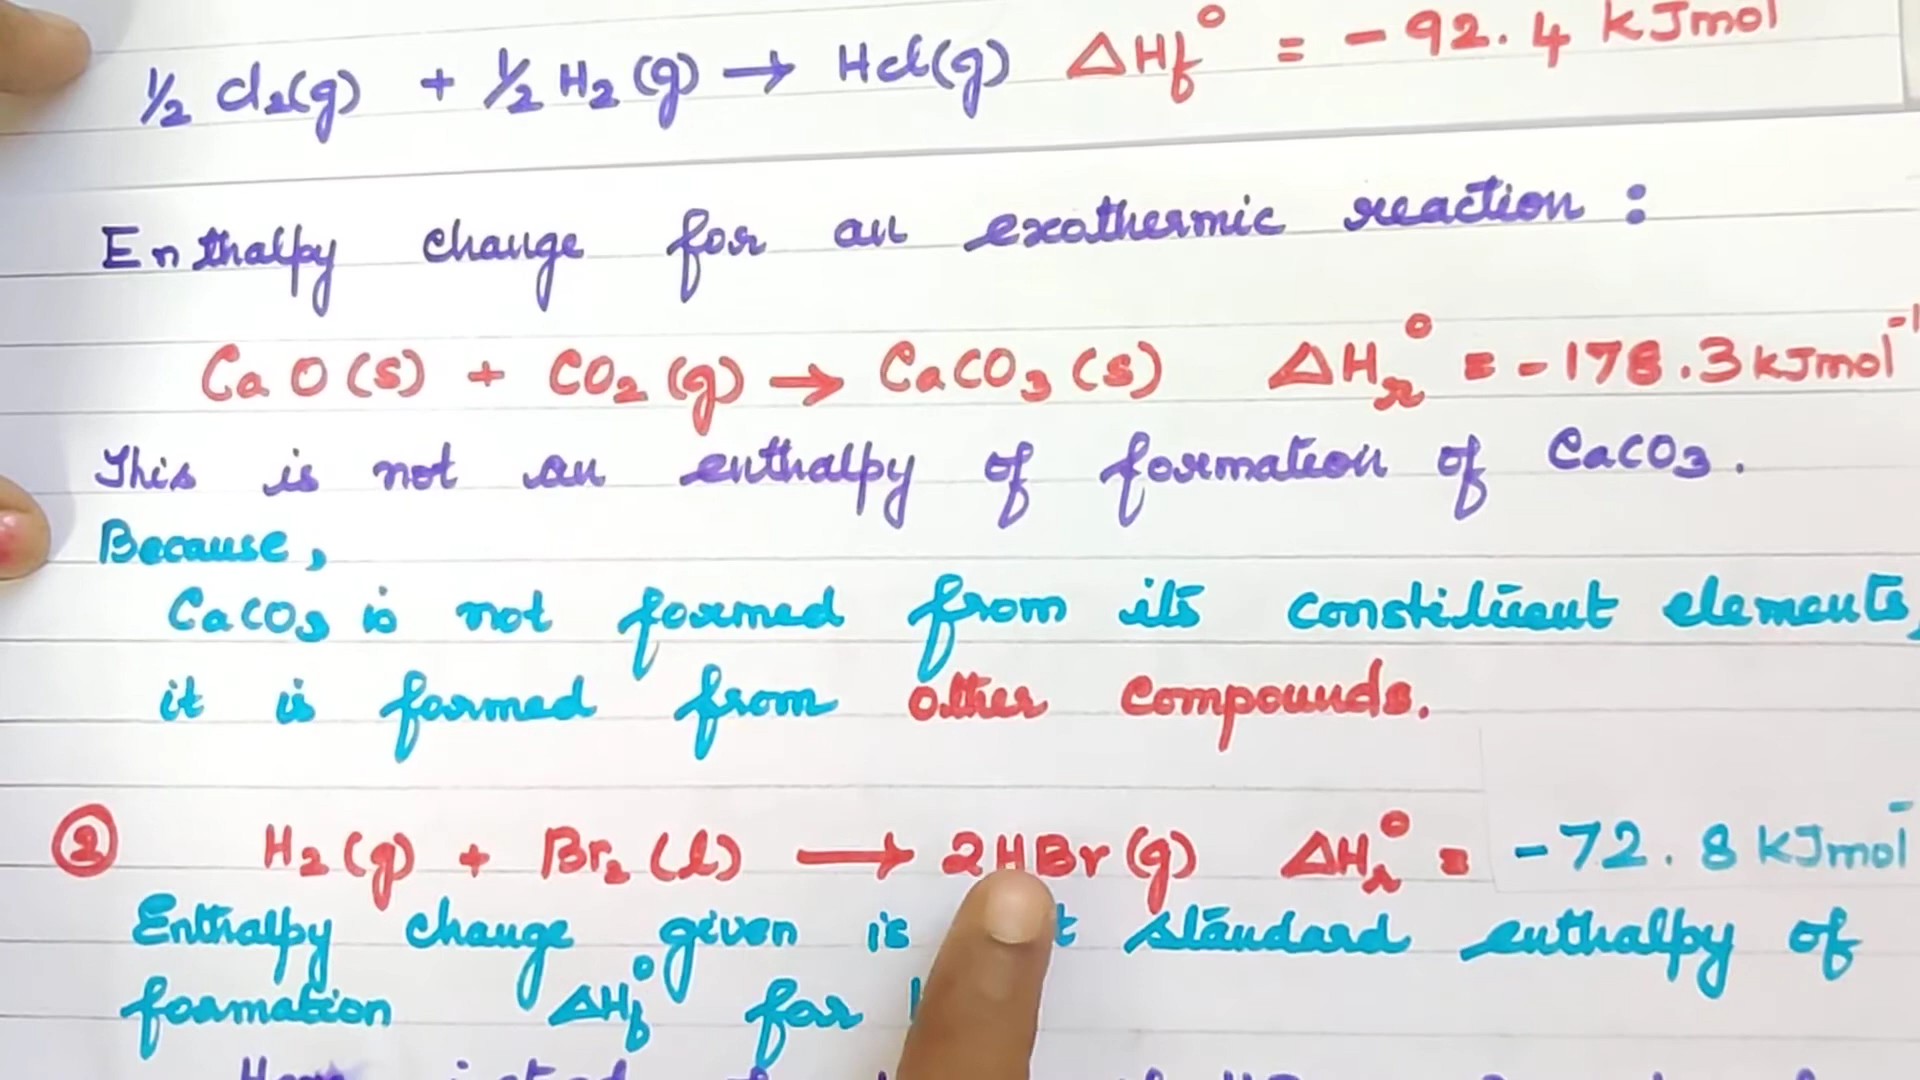 ½ Cl₂(g) + ½ H₂(g) → HCl(g) ΔHf° = -92.4 kJmol
Enthalpy change for an exothermic reaction :
CaO(s) + CO₂(g) → CaCO₃(s) ΔHr° = -178.3 kJmol⁻¹
This is not an enthalpy of formation of CaCO₃.
Because,
CaCO₃ is not formed from its constituent elements,
it is formed from other compounds.
② H₂(g) + Br₂(l) → 2HBr(g) ΔHr° = -72.8 kJmol⁻
Enthalpy change given is standard enthalpy of
formation ΔHf° for